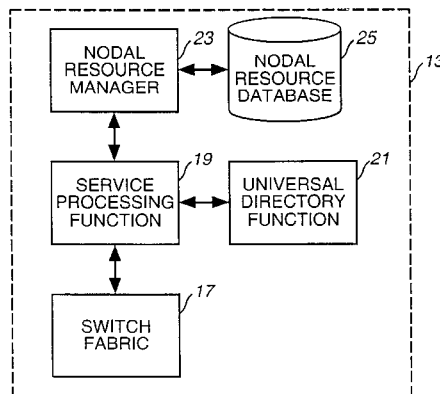 23
NODAL
RESOURCE
MANAGER
25
NODAL
RESOURCE
DATABASE
13
19
SERVICE
PROCESSING
FUNCTION
21
UNIVERSAL
DIRECTORY
FUNCTION
17
SWITCH
FABRIC